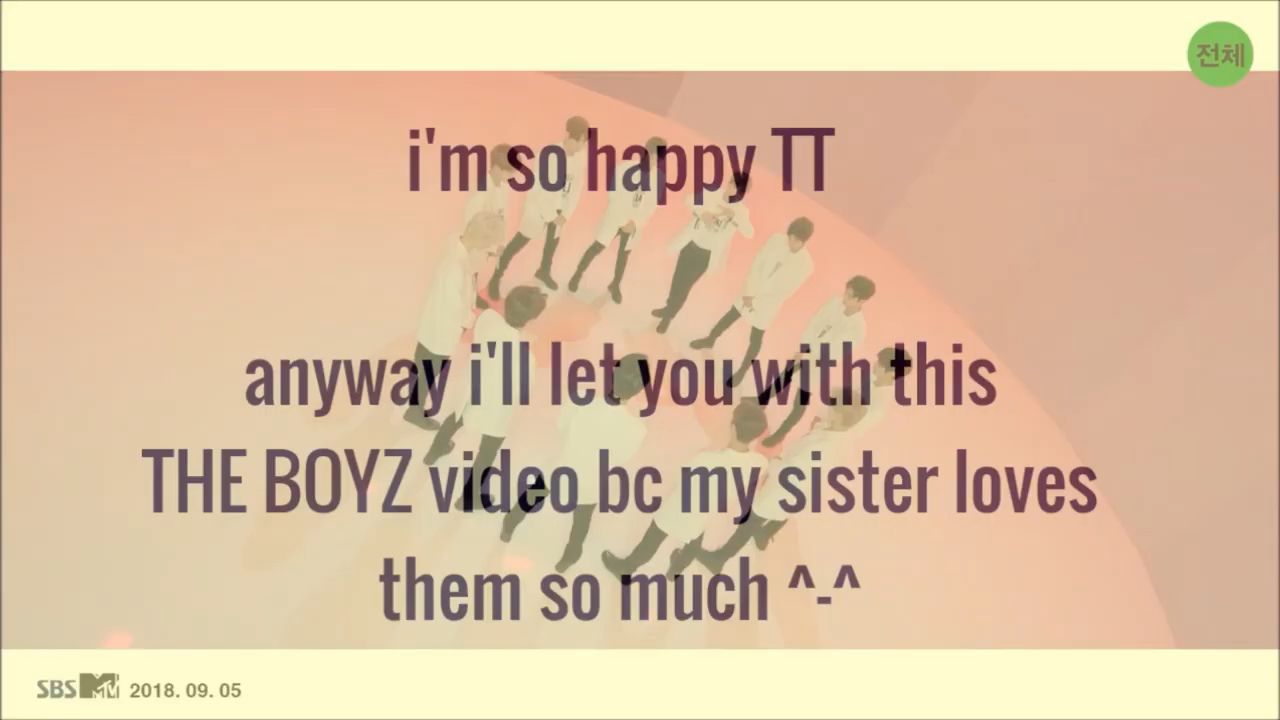 전체
i'm so happy TT
anyway i'll let you with this
THE BOYZ video bc my sister loves
them so much ^-^
SBS MTV 2018. 09. 05